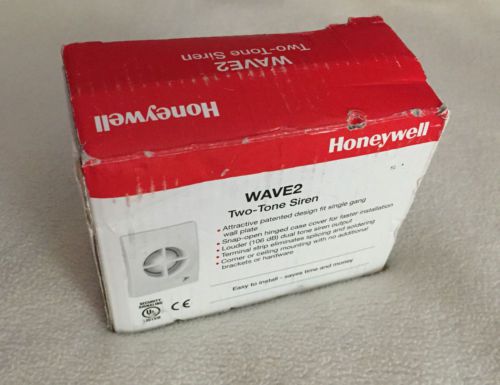 WAVE2
Two-Tone Siren
Honeywell
Honeywell
WAVE2
Two-Tone Siren
• Attractive patented design fit single gang
wall plate
• Snap-open hinged case cover for faster installation
• Louder (106 dB) dual tone siren output
• Terminal strip eliminates splicing and soldering
• Corner or ceiling mounting with no additional
brackets or hardware
Easy to install - saves time and money
UL
CE